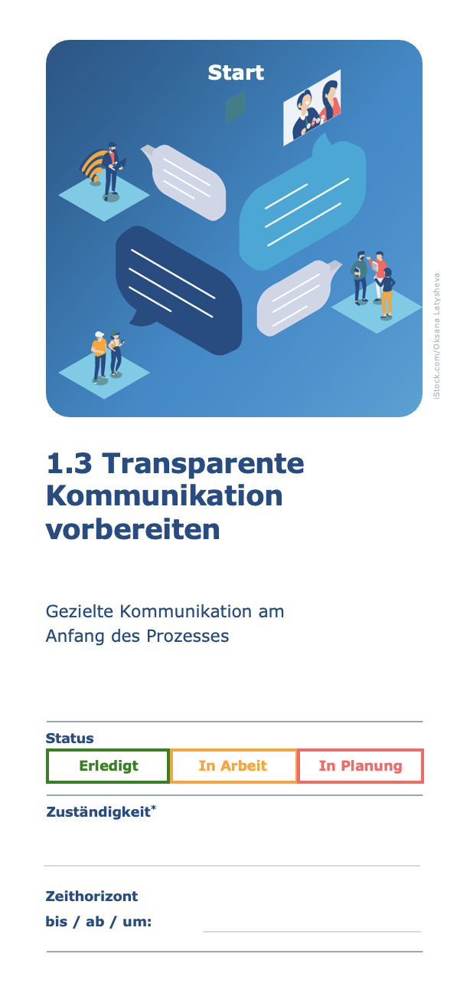 Start
iStock.com/Oksana Latysheva
1.3 Transparente
Kommunikation
vorbereiten
Gezielte Kommunikation am
Anfang des Prozesses
Status
Erledigt
In Arbeit
In Planung
Zuständigkeit*
Zeithorizont
bis / ab / um: